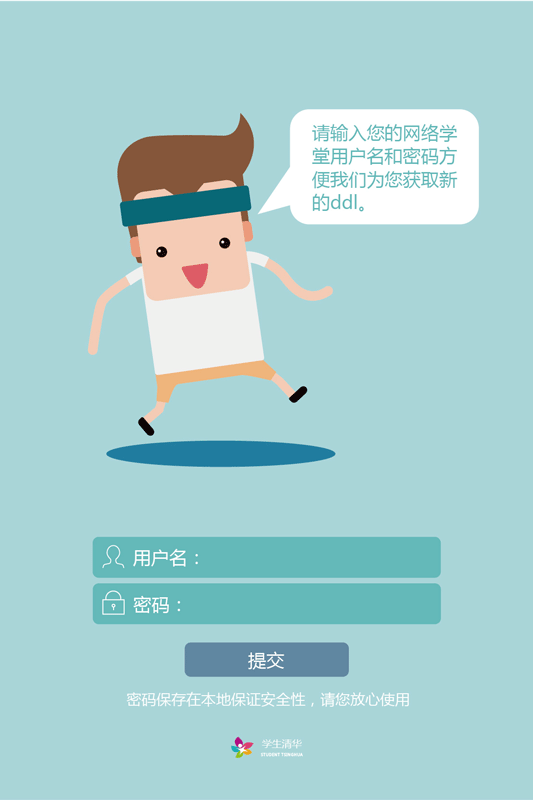 请输入您的网络学
堂用户名和密码方
便我们为您获取新
的ddl。
用户名：
密码：
提交
密码保存在本地保证安全性，请您放心使用
学生清华
STUDENT TSINGHUA